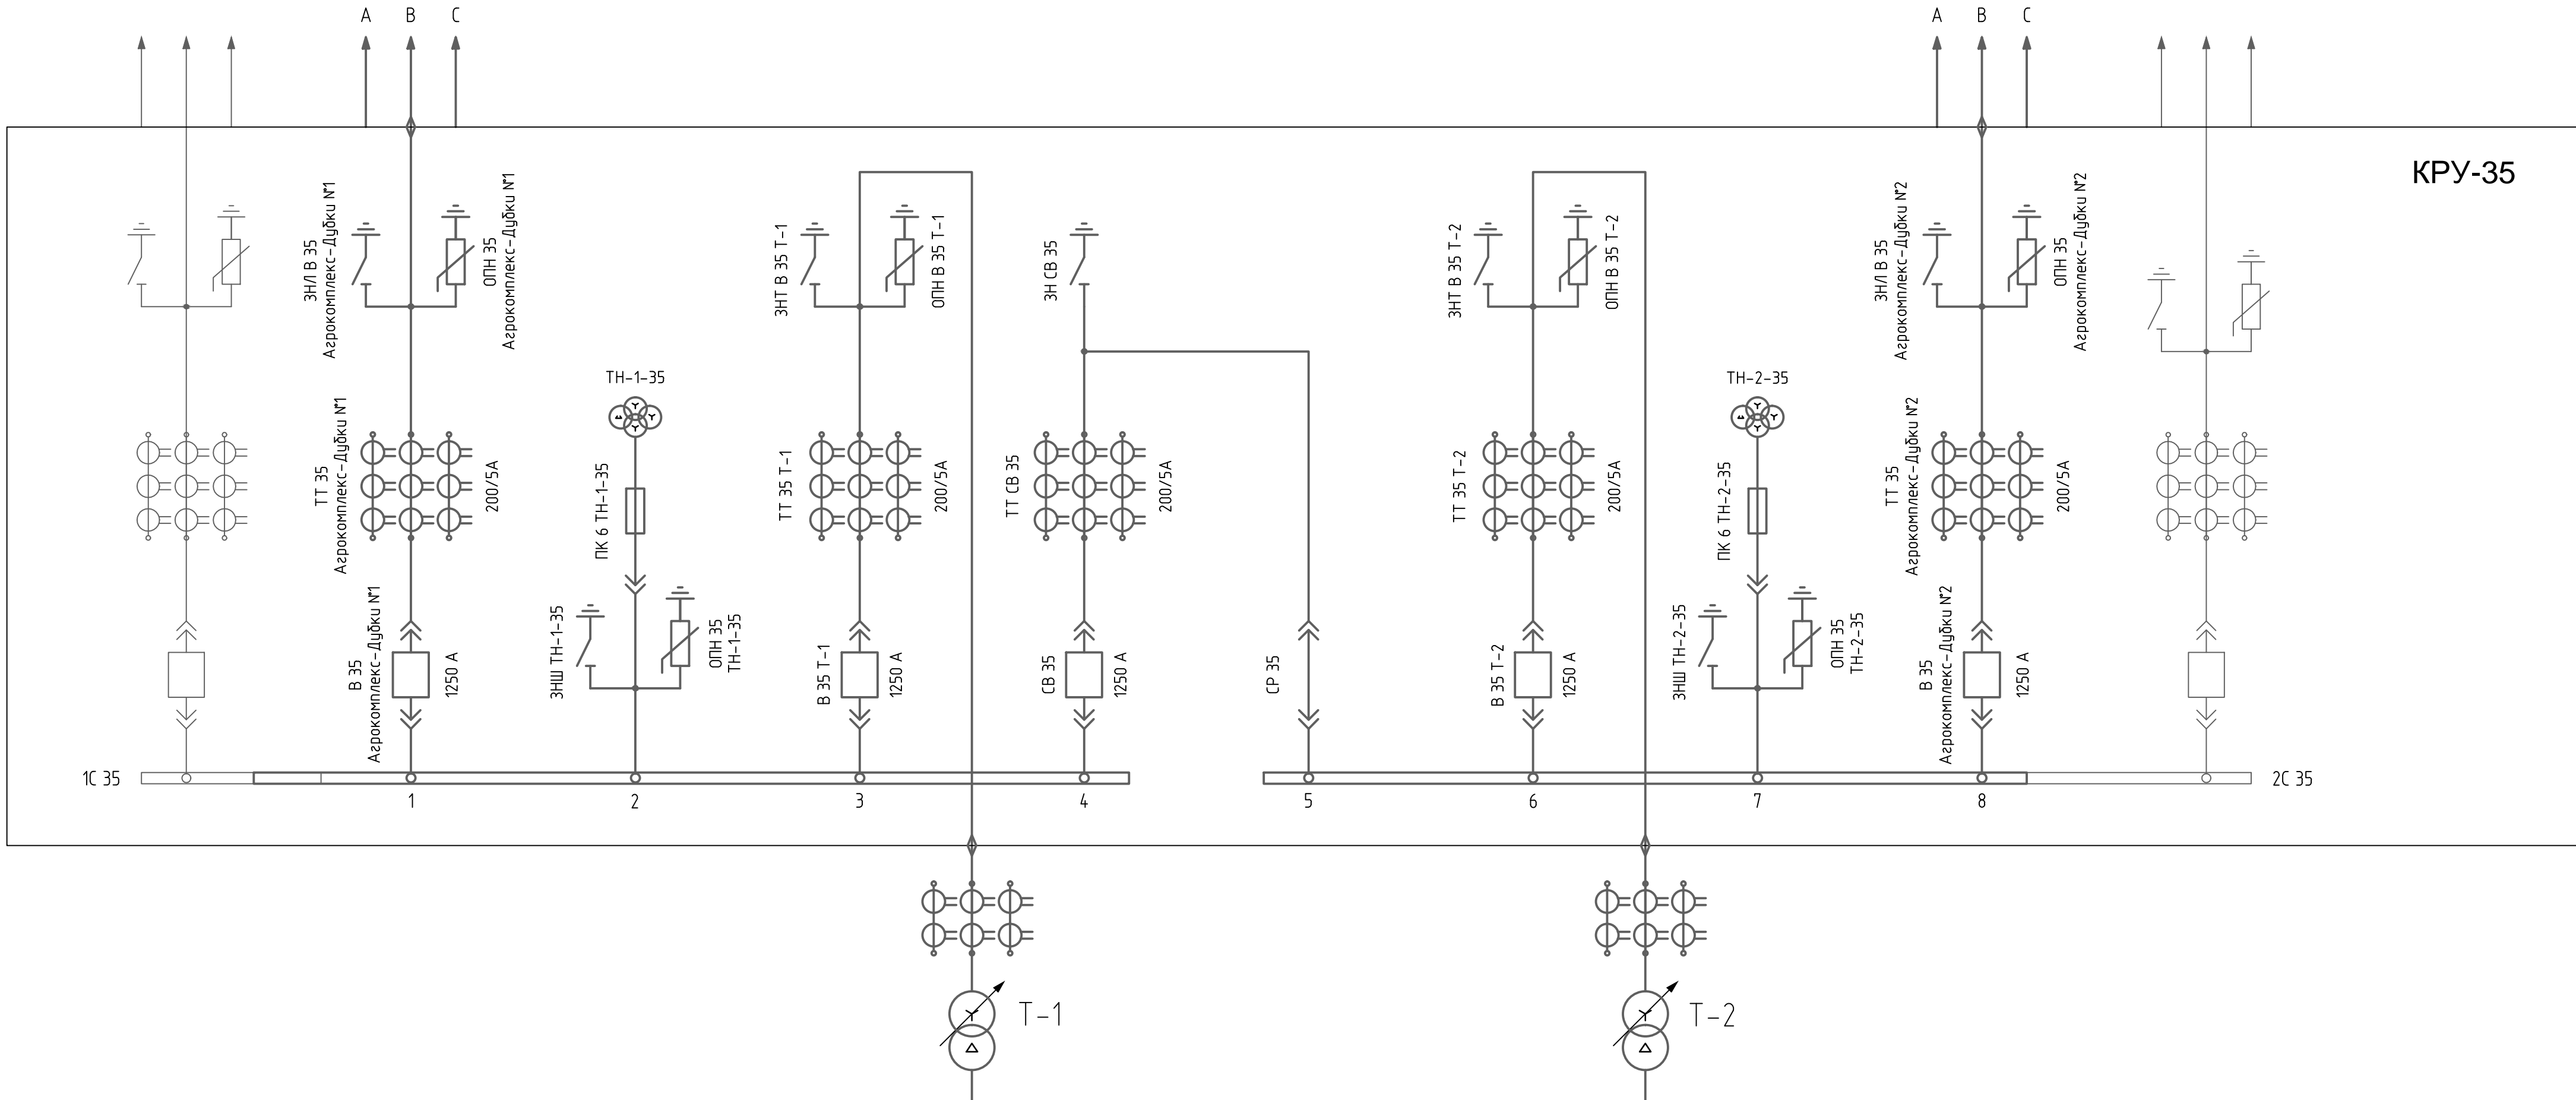 A B C
A B C
КРУ-35
ЗНЛ В 35
Агрокомплекс-Дубки №1
ОПН 35
Агрокомплекс-Дубки №1
ЗНТ В 35 Т-1
ОПН В 35 Т-1
ЗН СВ 35
ЗНТ В 35 Т-2
ОПН В 35 Т-2
ЗНЛ В 35
Агрокомплекс-Дубки №2
ОПН 35
Агрокомплекс-Дубки №2
ТН-1-35
ТН-2-35
ТТ 35
Агрокомплекс-Дубки №1
200/5А
ПК 6 ТН-1-35
ТТ 35 Т-1
200/5А
ТТ СВ 35
200/5А
ТТ 35 Т-2
200/5А
ПК 6 ТН-2-35
ТТ 35
Агрокомплекс-Дубки №2
200/5А
В 35
Агрокомплекс-Дубки №1
1250 А
ЗНШ ТН-1-35
ОПН 35
ТН-1-35
В 35 Т-1
1250 А
СВ 35
1250 А
СР 35
В 35 Т-2
1250 А
ЗНШ ТН-2-35
ОПН 35
ТН-2-35
В 35
Агрокомплекс-Дубки №2
1250 А
1С 35
2С 35
1 2 3 4 5 6 7 8
Т-1
Т-2